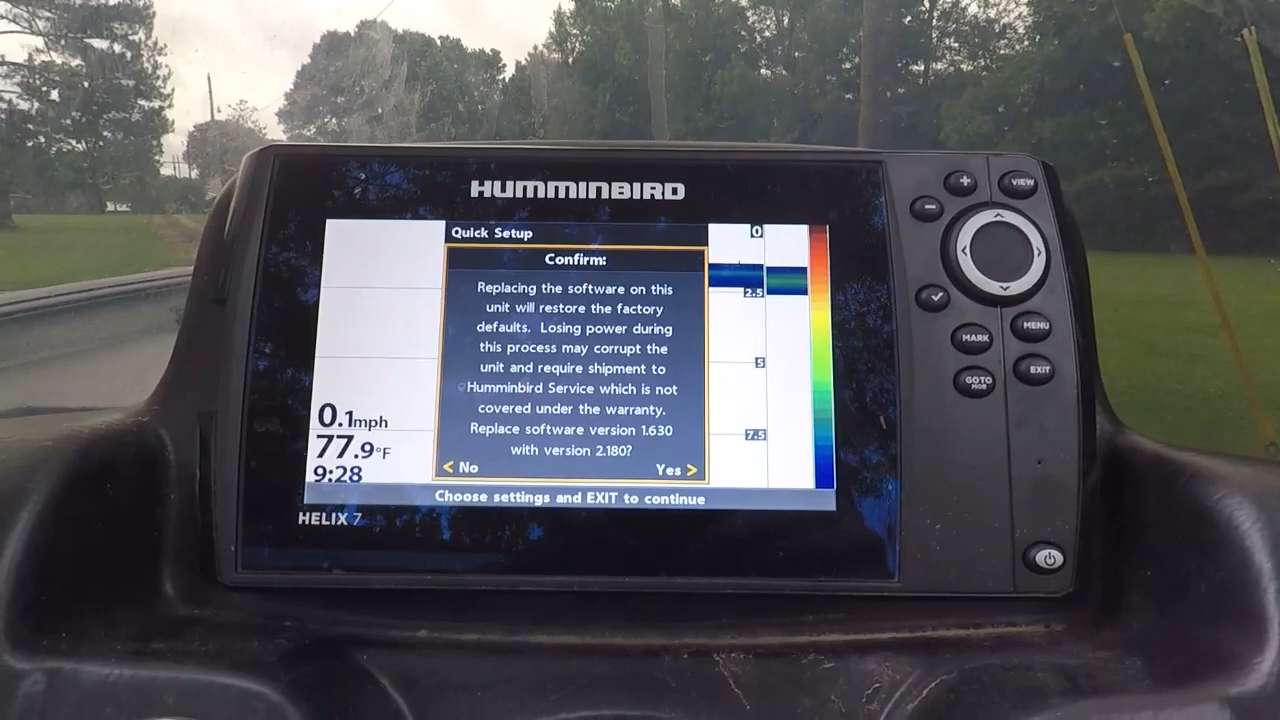 HUMMINBIRD
VIEW
Quick Setup
0
Confirm:
Replacing the software on this
unit will restore the factory
defaults. Losing power during
this process may corrupt the
unit and require shipment to
Humminbird Service which is not
covered under the warranty.
Replace software version 1.630
with version 2.180?
< No
Yes >
2.5
5
7.5
0.1mph
77.9°F
9:28
Choose settings and EXIT to continue
HELIX 7
MARK
MENU
GO TO
MOB
EXIT